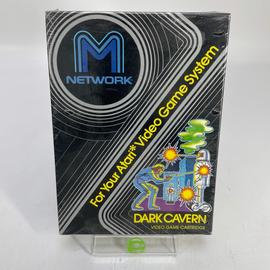 M
NETWORK
For Your Atari* Video Game System
DARK CAVERN
VIDEO GAME CARTRIDGE